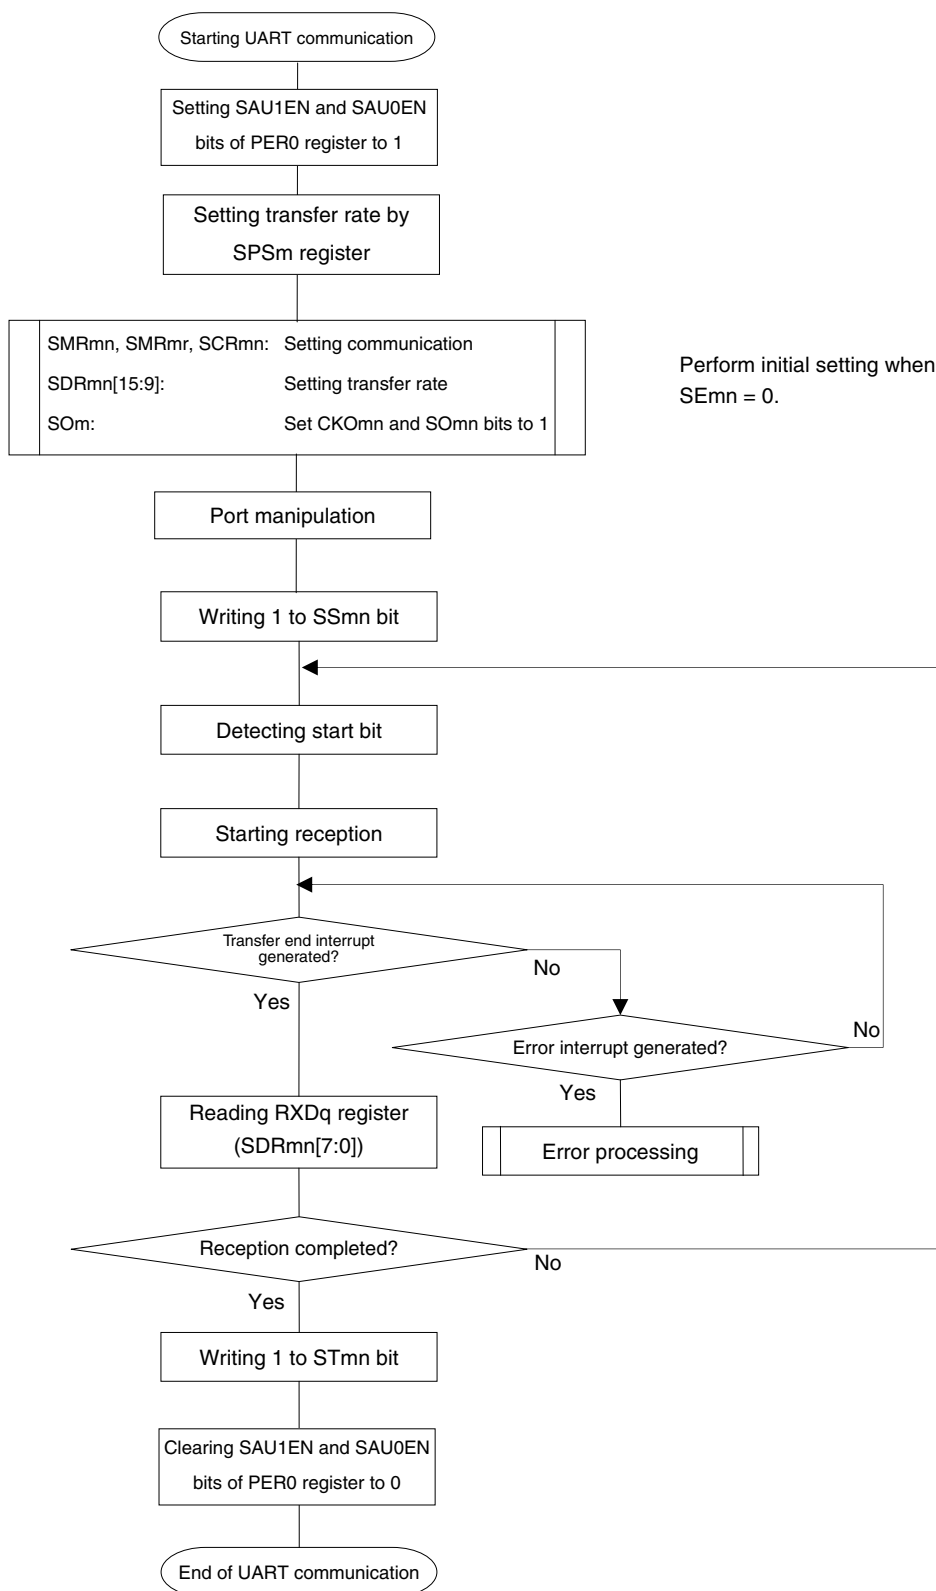 Starting UART communication
Setting SAU1EN and SAU0EN
bits of PER0 register to 1
Setting transfer rate by
SPSm register
SMRmn, SMRmr, SCRmn: Setting communication
SDRmn[15:9]: Setting transfer rate
SOm: Set CKOmn and SOmn bits to 1
Perform initial setting when
SEmn = 0.
Port manipulation
Writing 1 to SSmn bit
Detecting start bit
Starting reception
Transfer end interrupt
generated?
No
Yes
Error interrupt generated?
No
Yes
Reading RXDq register
(SDRmn[7:0])
Error processing
Reception completed?
No
Yes
Writing 1 to STmn bit
Clearing SAU1EN and SAU0EN
bits of PER0 register to 0
End of UART communication